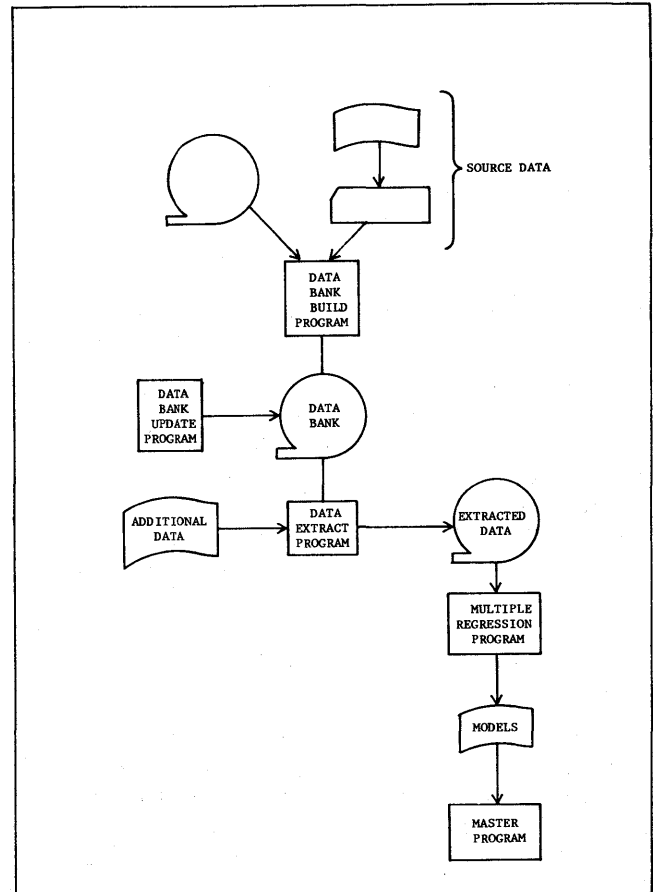 SOURCE DATA
DATA
BANK
BUILD
PROGRAM
DATA
BANK
UPDATE
PROGRAM
DATA
BANK
ADDITIONAL
DATA
DATA
EXTRACT
PROGRAM
EXTRACTED
DATA
MULTIPLE
REGRESSION
PROGRAM
MODELS
MASTER
PROGRAM